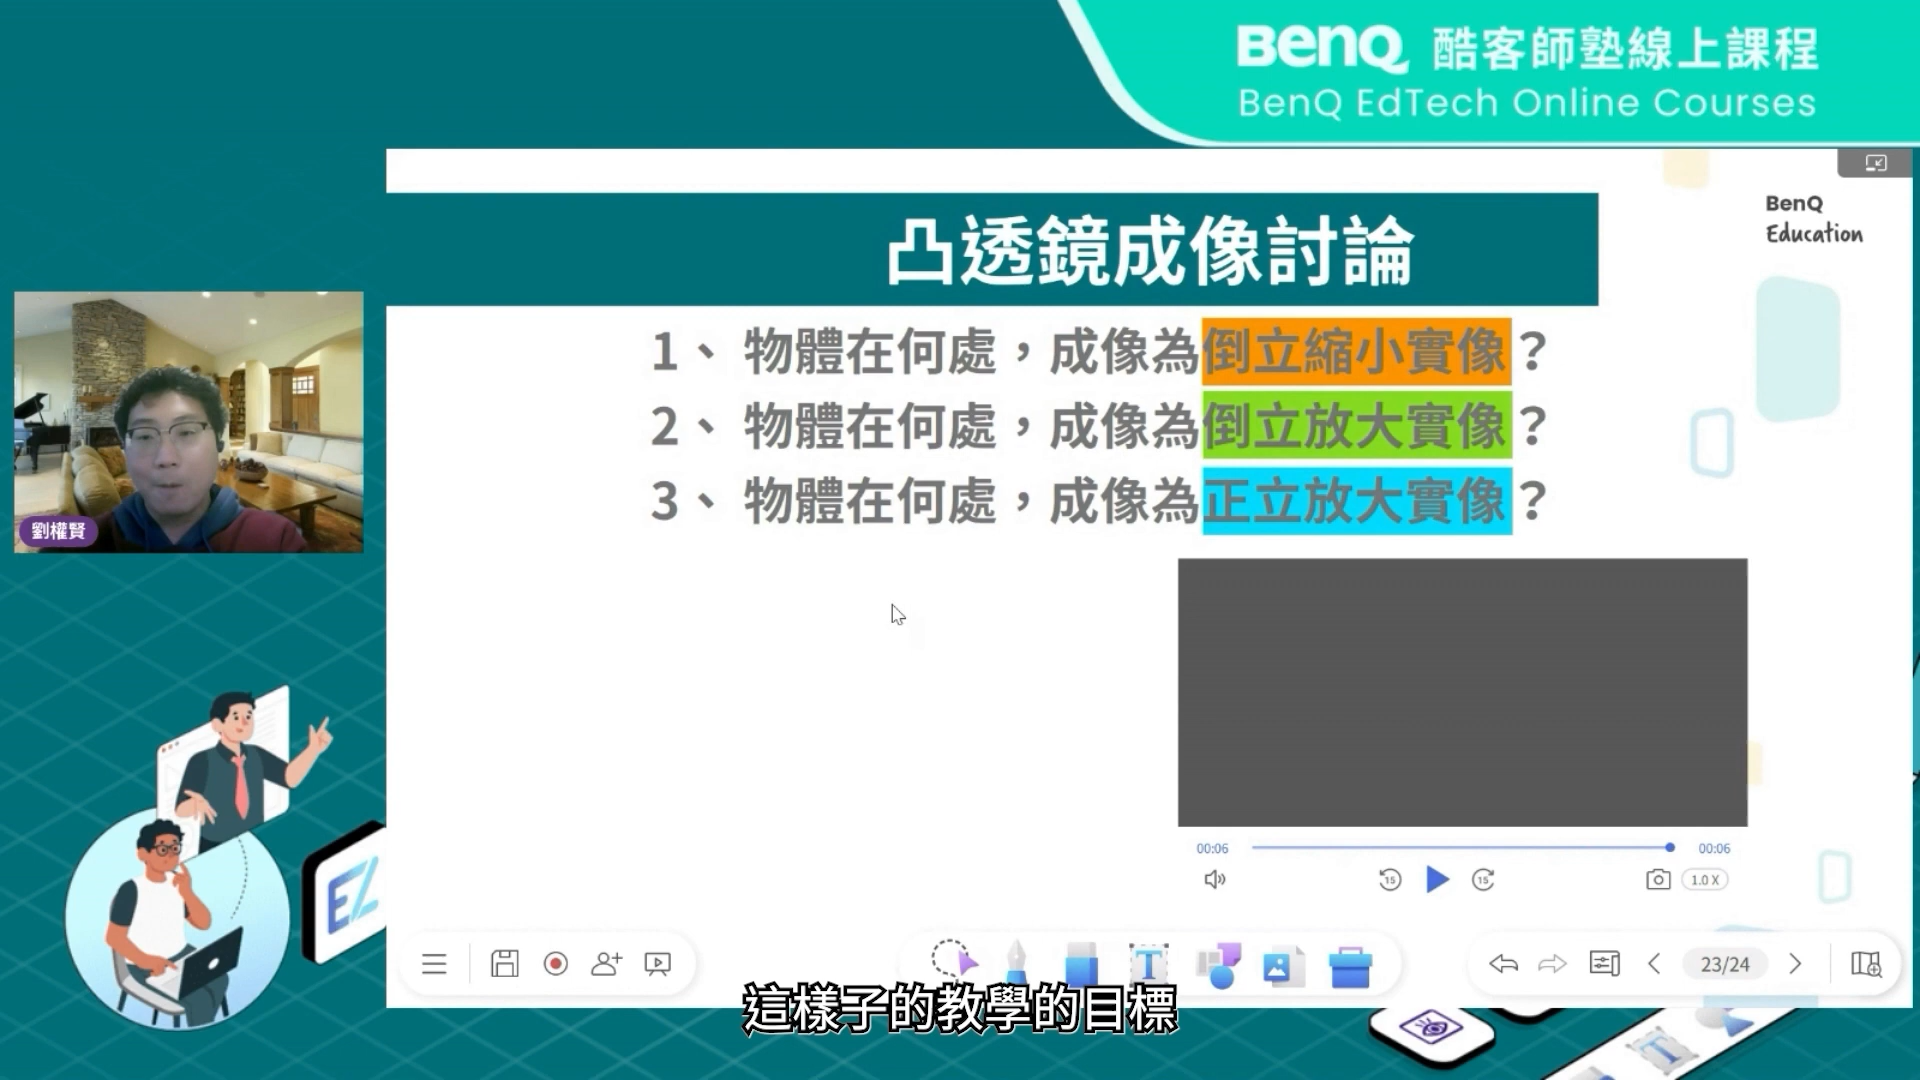 BenQ 酷客師塾線上課程
BenQ EdTech Online Courses
BenQ
Education
凸透鏡成像討論
1、 物體在何處，成像為倒立縮小實像？
2、 物體在何處，成像為倒立放大實像？
3、 物體在何處，成像為正立放大實像？
劉權賢
00:06
00:06
15
15
1.0 X
EZ
T
23/24
這樣子的教學的目標
T